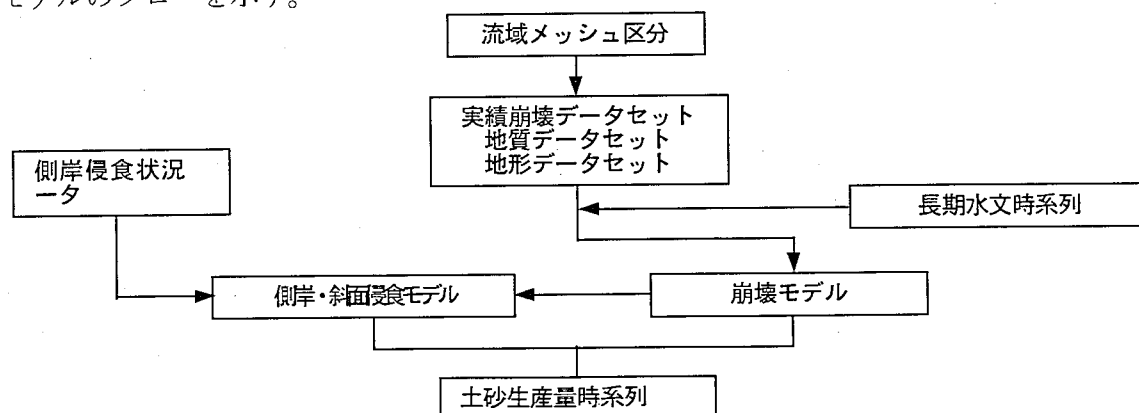 モデルのフローを示す。
流域メッシュ区分
実績崩壊データセット
地質データセット
地形データセット
側岸侵食状況
ータ
長期水文時系列
側岸・斜面侵食モデル
崩壊モデル
土砂生産量時系列